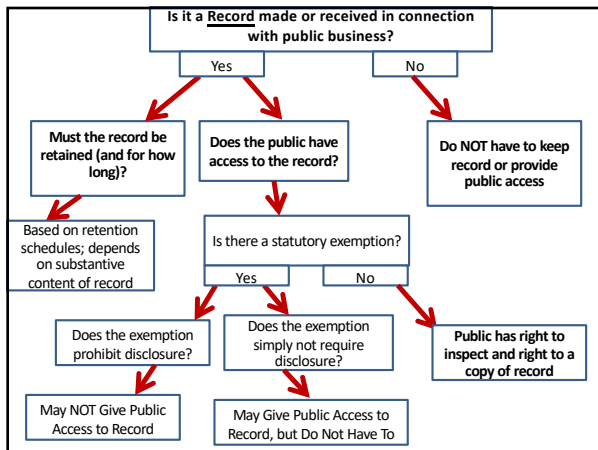 Is it a Record made or received in connection
with public business?
Yes
No
Must the record be
retained (and for how
long)?
Does the public have
access to the record?
Do NOT have to keep
record or provide
public access
Based on retention
schedules; depends
on substantive
content of record
Is there a statutory exemption?
Yes
No
Does the exemption
prohibit disclosure?
Does the exemption
simply not require
disclosure?
Public has right to
inspect and right to a
copy of record
May NOT Give Public
Access to Record
May Give Public Access to
Record, but Do Not Have To